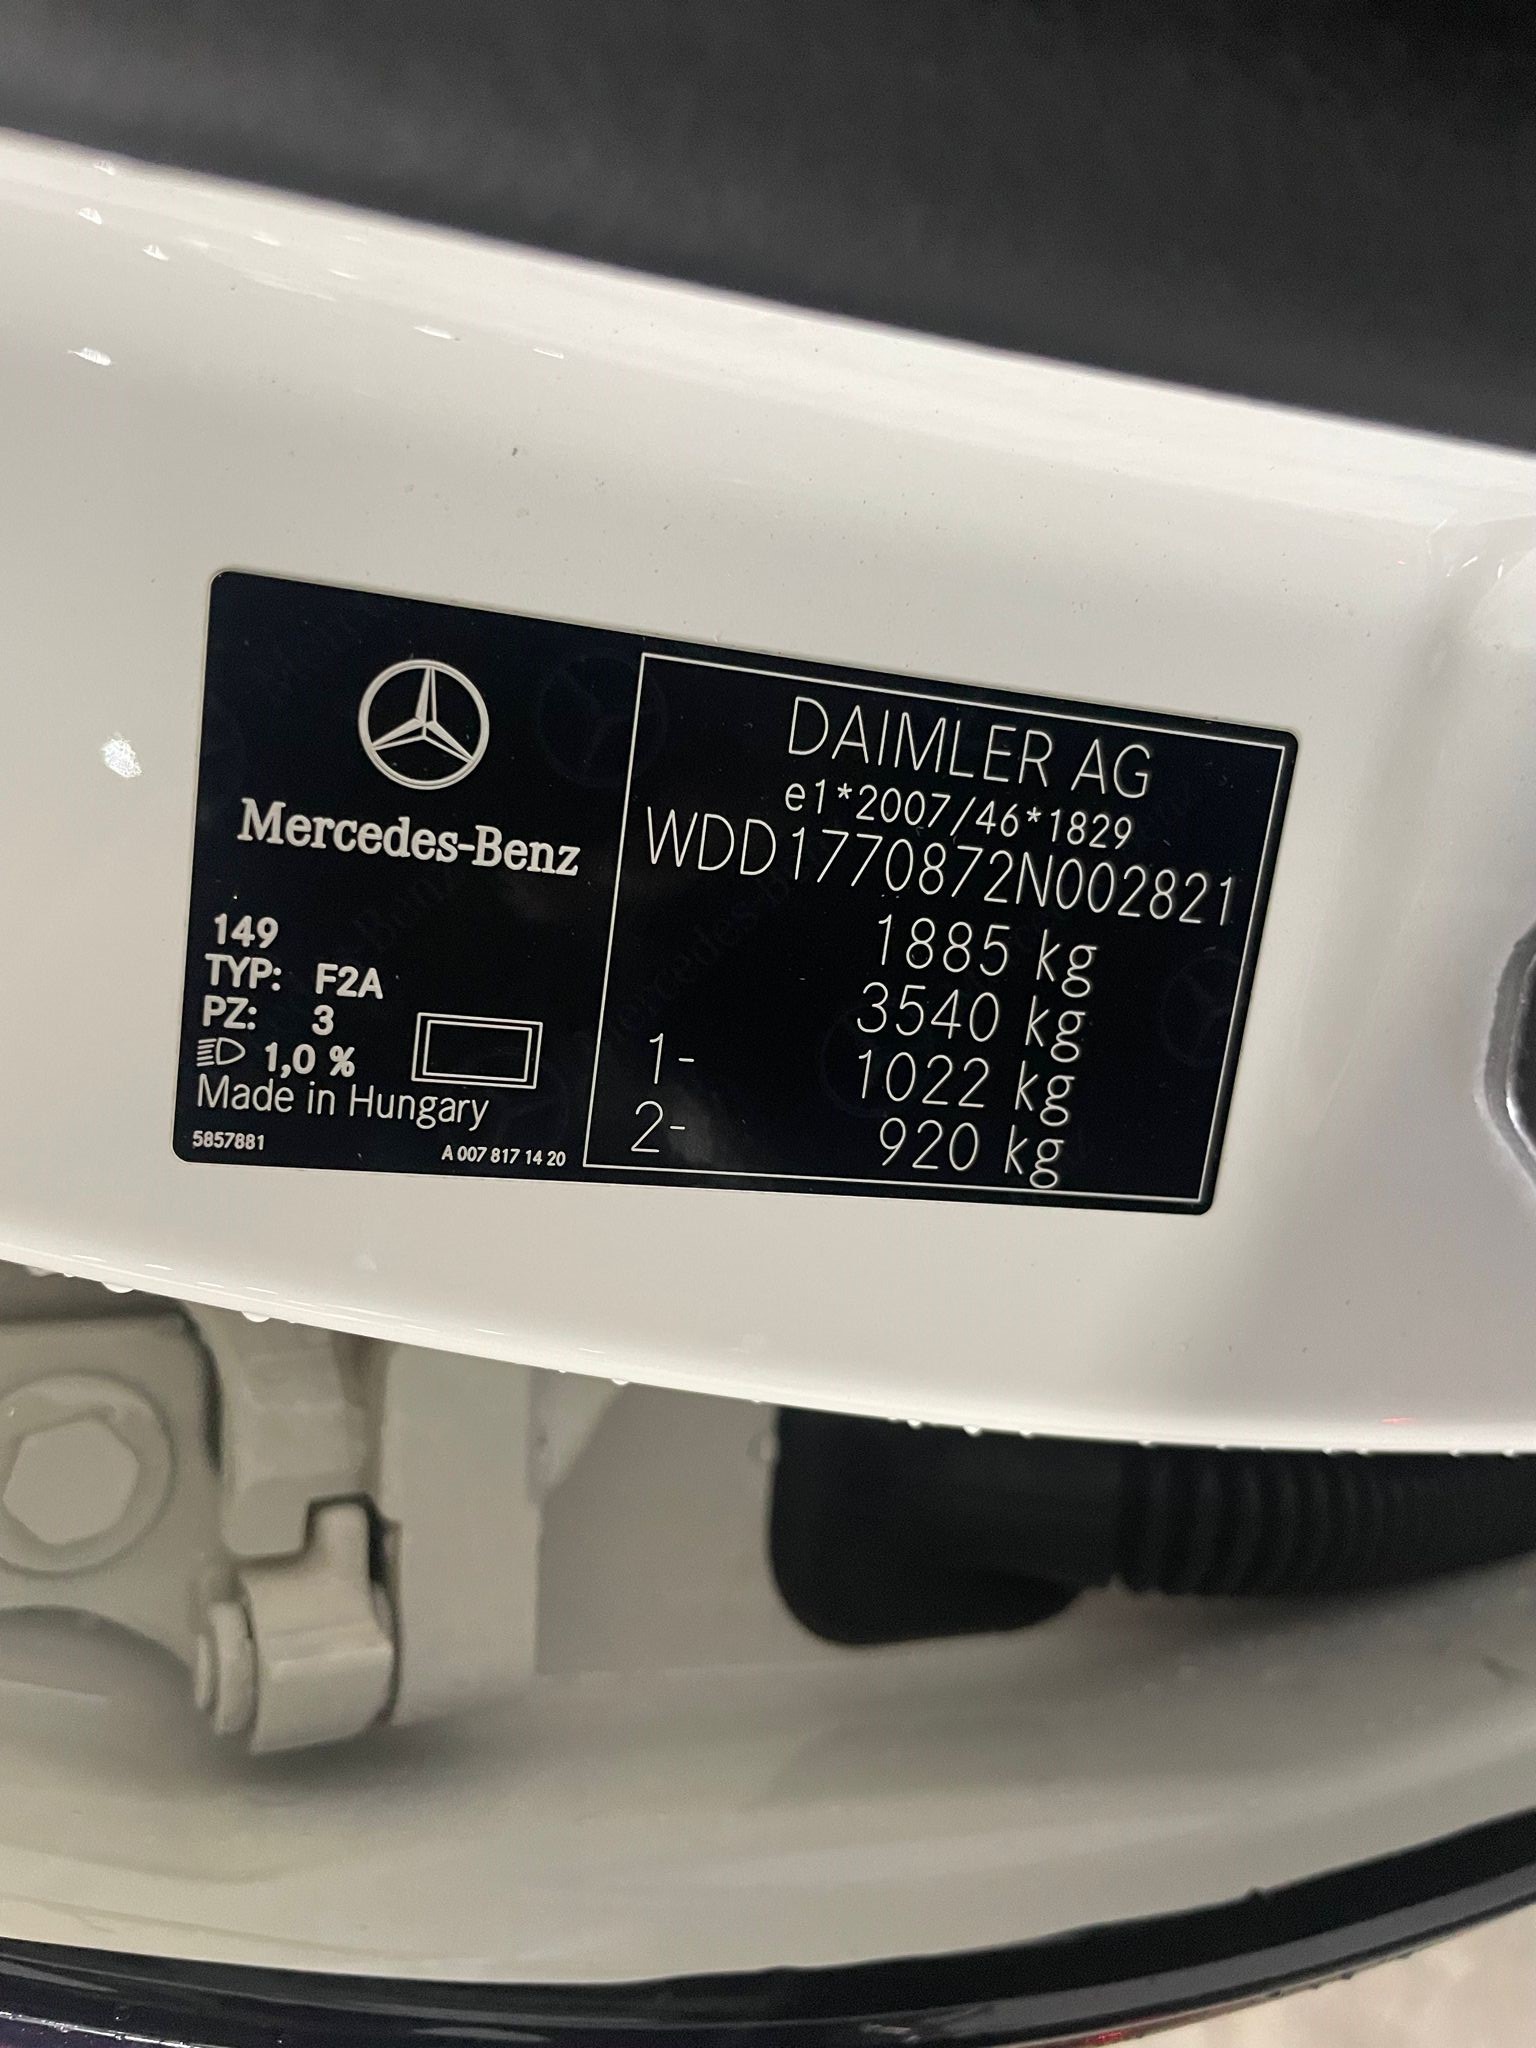 Mercedes-Benz
149
TYP: F2A
PZ: 3
1,0 %
Made in Hungary
5857881
A 007 817 14 20
DAIMLER AG
e1*2007/46*1829
WDD1770872N002821
1885 kg
3540 kg
1- 1022 kg
2- 920 kg